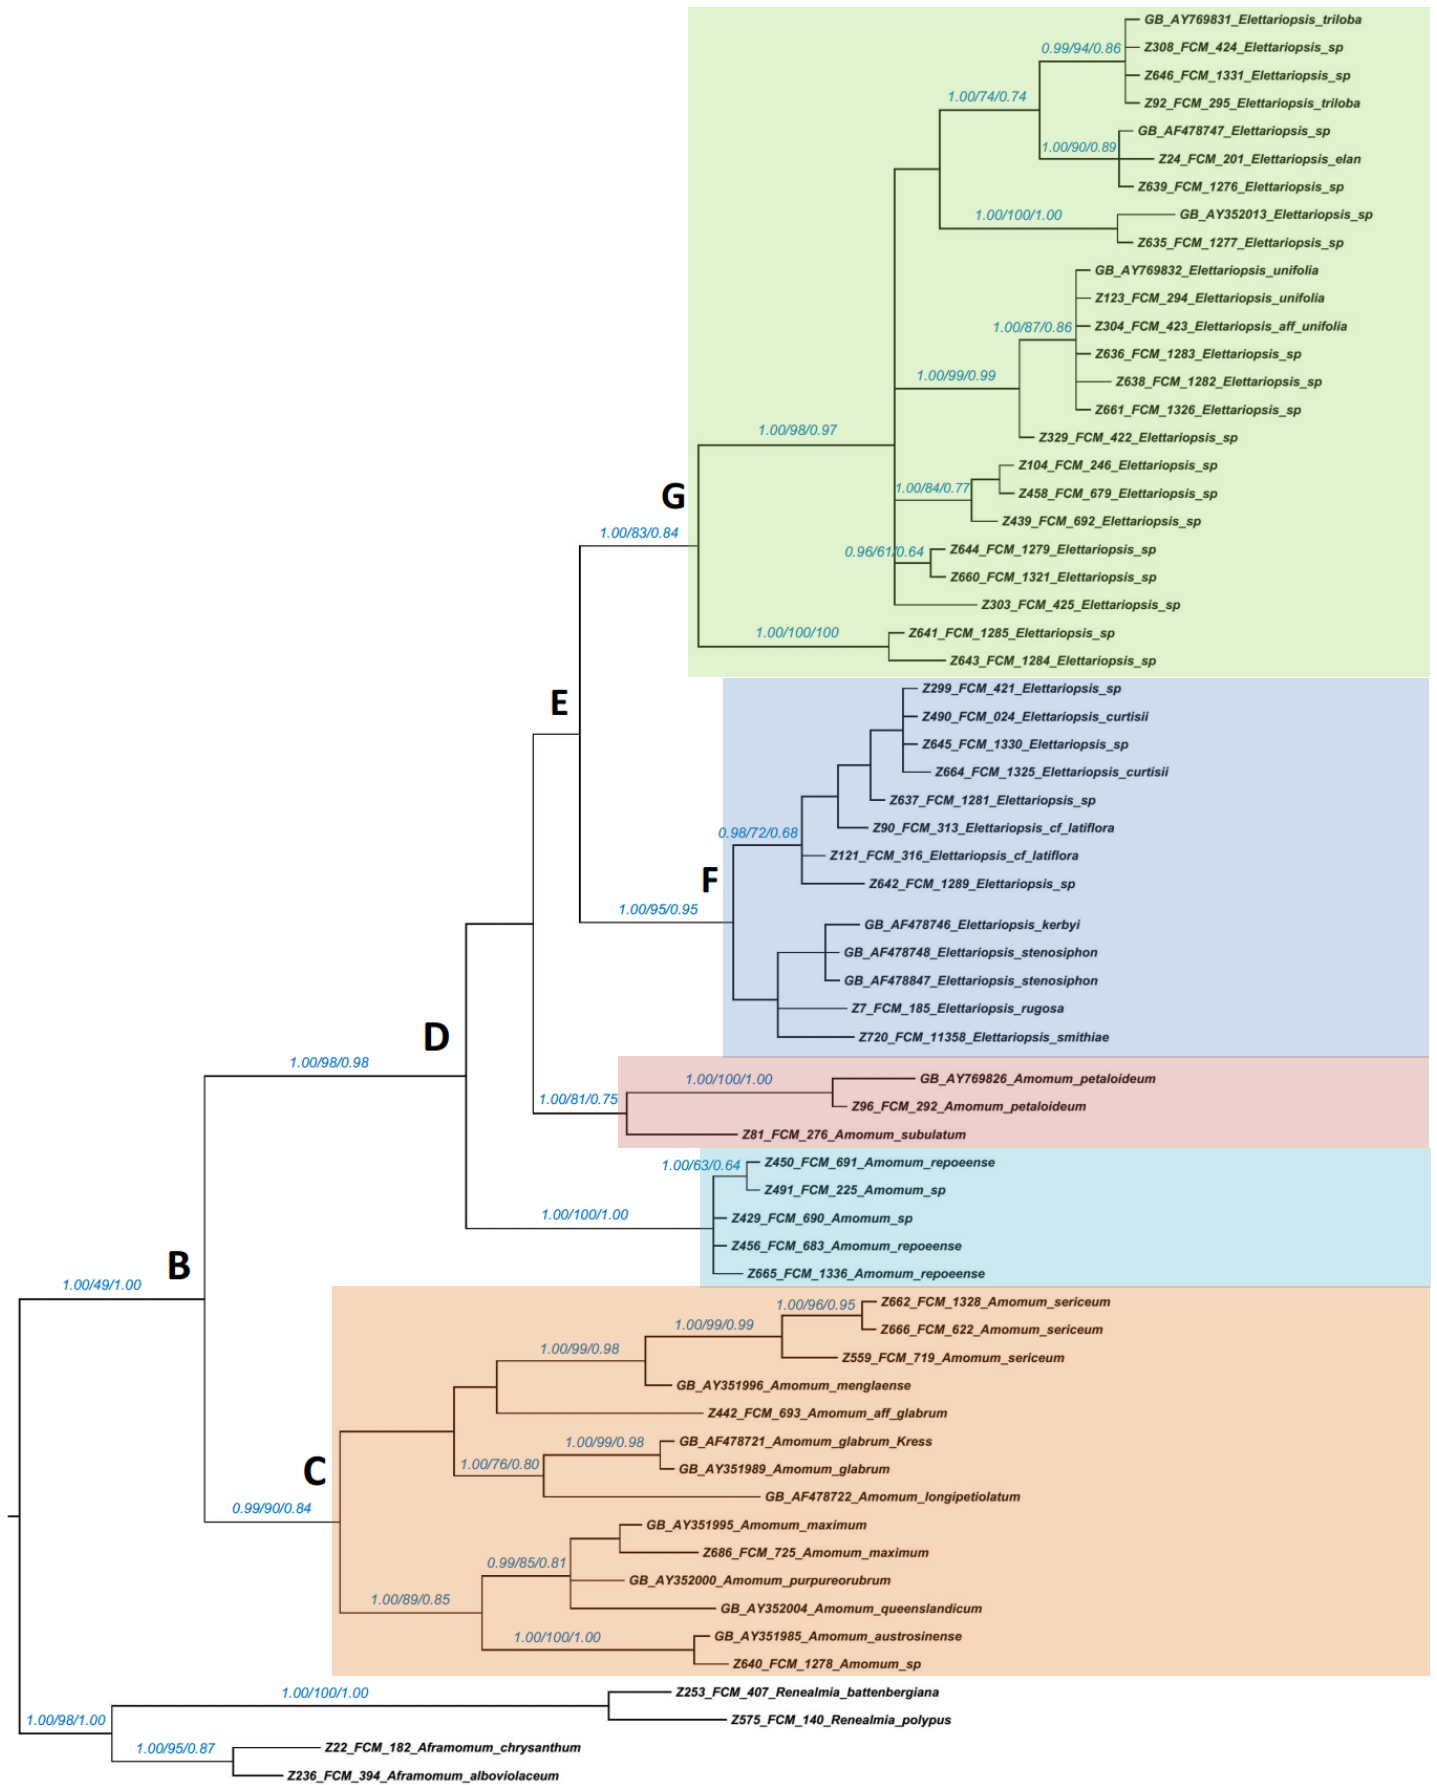 GB_AY769831_Elettariopsis_triloba
0.99/94/0.86
Z308_FCM_424_Elettariopsis_sp
Z646_FCM_1331_Elettariopsis_sp
1.00/74/0.74
Z92_FCM_295_Elettariopsis_triloba
GB_AF478747_Elettariopsis_sp
1.00/90/0.89
Z24_FCM_201_Elettariopsis_elan
Z639_FCM_1276_Elettariopsis_sp
1.00/100/1.00
GB_AY352013_Elettariopsis_sp
Z635_FCM_1277_Elettariopsis_sp
GB_AY769832_Elettariopsis_unifolia
Z123_FCM_294_Elettariopsis_unifolia
1.00/87/0.86
Z304_FCM_423_Elettariopsis_aff_unifolia
Z636_FCM_1283_Elettariopsis_sp
1.00/99/0.99
Z638_FCM_1282_Elettariopsis_sp
Z661_FCM_1326_Elettariopsis_sp
1.00/98/0.97
Z329_FCM_422_Elettariopsis_sp
Z104_FCM_246_Elettariopsis_sp
1.00/84/0.77
Z458_FCM_679_Elettariopsis_sp
G
Z439_FCM_692_Elettariopsis_sp
1.00/83/0.84
0.96/61/0.64
Z644_FCM_1279_Elettariopsis_sp
Z660_FCM_1321_Elettariopsis_sp
Z303_FCM_425_Elettariopsis_sp
1.00/100/100
Z641_FCM_1285_Elettariopsis_sp
Z643_FCM_1284_Elettariopsis_sp
E
Z299_FCM_421_Elettariopsis_sp
Z490_FCM_024_Elettariopsis_curtisii
Z645_FCM_1330_Elettariopsis_sp
Z664_FCM_1325_Elettariopsis_curtisii
Z637_FCM_1281_Elettariopsis_sp
0.98/72/0.68
Z90_FCM_313_Elettariopsis_cf_latiflora
Z121_FCM_316_Elettariopsis_cf_latiflora
F
Z642_FCM_1289_Elettariopsis_sp
1.00/95/0.95
GB_AF478746_Elettariopsis_kerbyi
GB_AF478748_Elettariopsis_stenosiphon
GB_AF478847_Elettariopsis_stenosiphon
Z7_FCM_185_Elettariopsis_rugosa
D
Z720_FCM_11358_Elettariopsis_smithiae
1.00/98/0.98
1.00/100/1.00
GB_AY769826_Amomum_petaloideum
1.00/81/0.75
Z96_FCM_292_Amomum_petaloideum
Z81_FCM_276_Amomum_subulatum
1.00/63/0.64
Z450_FCM_691_Amomum_repoeense
Z491_FCM_225_Amomum_sp
1.00/100/1.00
Z429_FCM_690_Amomum_sp
Z456_FCM_683_Amomum_repoeense
B
Z665_FCM_1336_Amomum_repoeense
1.00/49/1.00
1.00/96/0.95
Z662_FCM_1328_Amomum_sericeum
1.00/99/0.99
Z666_FCM_622_Amomum_sericeum
1.00/99/0.98
Z559_FCM_719_Amomum_sericeum
GB_AY351996_Amomum_menglaense
Z442_FCM_693_Amomum_aff_glabrum
1.00/99/0.98
GB_AF478721_Amomum_glabrum_Kress
C
1.00/76/0.80
GB_AY351989_Amomum_glabrum
0.99/90/0.84
GB_AF478722_Amomum_longipetiolatum
GB_AY351995_Amomum_maximum
0.99/85/0.81
Z686_FCM_725_Amomum_maximum
GB_AY352000_Amomum_purpureorubrum
1.00/89/0.85
GB_AY352004_Amomum_queenslandicum
1.00/100/1.00
GB_AY351985_Amomum_austrosinense
Z640_FCM_1278_Amomum_sp
1.00/100/1.00
Z253_FCM_407_Renealmia_battenbergiana
1.00/98/1.00
Z575_FCM_140_Renealmia_polypus
1.00/95/0.87
Z22_FCM_182_Aframomum_chrysanthum
Z236_FCM_394_Aframomum_alboviolaceum